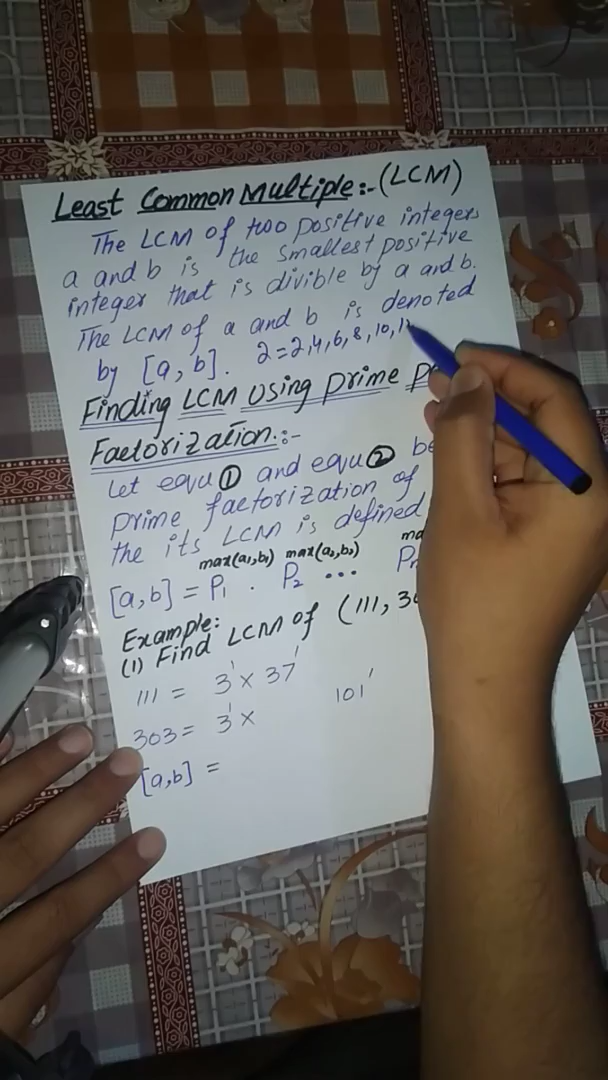 Least Common Multiple:-(LCM)
The LCM of two positive integers
a and b is the smallest positive
integer that is divible by a and b.
The LCM of a and b is denoted
by [a, b]. 2=2,4,6,8,10,1
Finding LCM Using Prime
Factorization:-
Let equ① and equ② be
prime factorization of
the its LCM is defined
max(a₁,b₁) max(a₂,b₂)
[a,b] = P₁ . P₂ ...
Example:
(1) Find LCM of (111, 3
111 = 3¹ × 37¹
303 = 3¹ × 101¹
[a,b] =